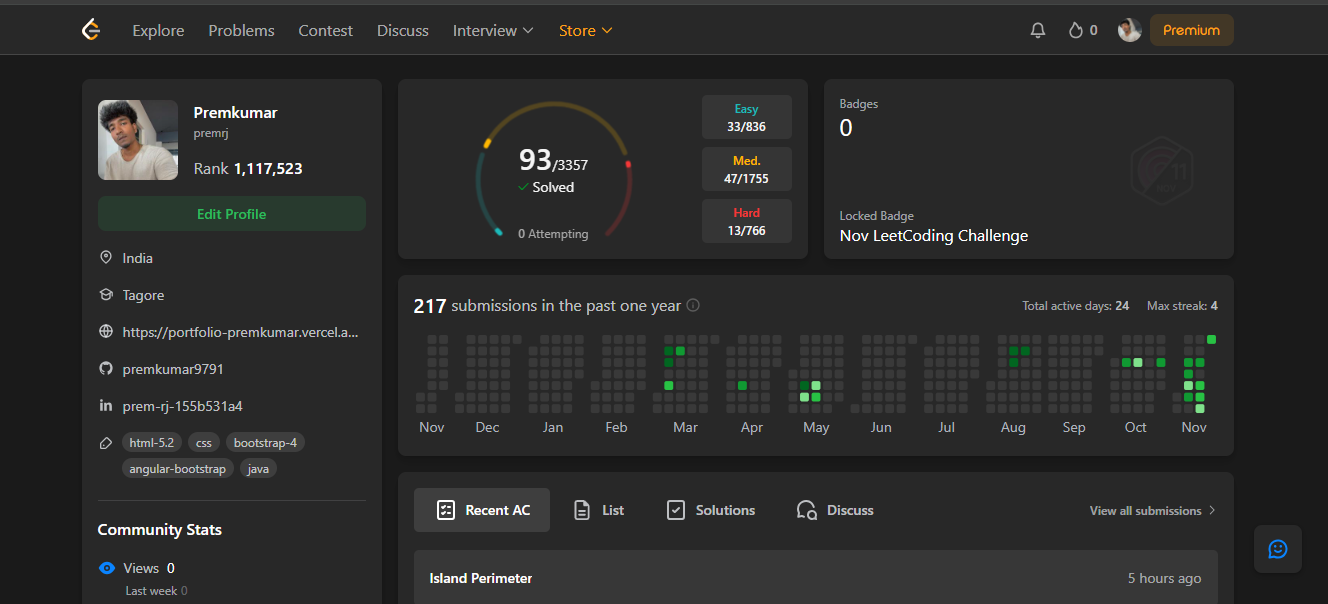 Explore Problems Contest Discuss Interview Store 0 Premium
Premkumar
premrj
Rank 1,117,523
Edit Profile
India
Tagore
https://portfolio-premkumar.vercel.a...
premkumar9791
prem-rj-155b531a4
html-5.2 css bootstrap-4
angular-bootstrap java
Community Stats
Views 0
Last week 0
93/3357
Solved
0 Attempting
Easy
33/836
Med.
47/1755
Hard
13/766
Badges
0
11
NOV
Locked Badge
Nov LeetCoding Challenge
217 submissions in the past one year Total active days: 24 Max streak: 4
Nov Dec Jan Feb Mar Apr May Jun Jul Aug Sep Oct Nov
Recent AC List Solutions Discuss View all submissions
Island Perimeter 5 hours ago